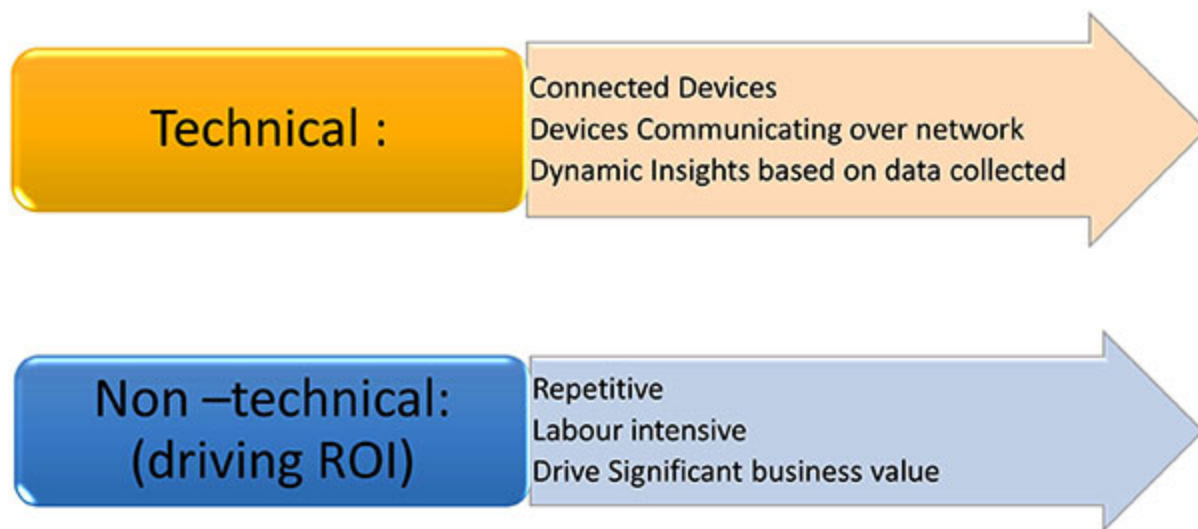 Technical :
Connected Devices
Devices Communicating over network
Dynamic Insights based on data collected
Non –technical:
(driving ROI)
Repetitive
Labour intensive
Drive Significant business value